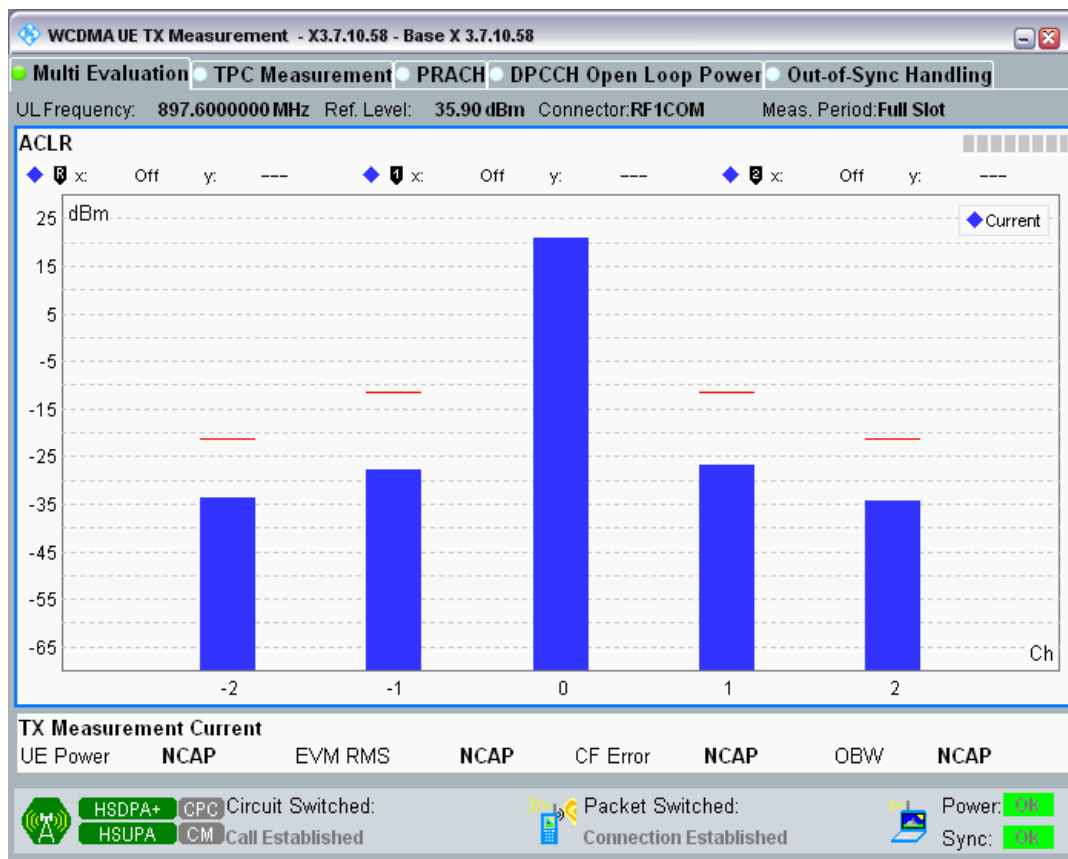 WCDMA UE TX Measurement - X3.7.10.58 - Base X 3.7.10.58
Multi Evaluation TPC Measurement PRACH DPCCH Open Loop Power Out-of-Sync Handling
UL Frequency: 897.6000000 MHz Ref. Level: 35.90 dBm Connector:RF1COM Meas. Period:Full Slot
ACLR
R x: Off y: --- 1 x: Off y: --- 2 x: Off y: ---
dBm
Current
25
15
5
-5
-15
-25
-35
-45
-55
-65
Ch
-2 -1 0 1 2
TX Measurement Current
UE Power NCAP EVM RMS NCAP CF Error NCAP OBW NCAP
HSDPA+ CPC Circuit Switched: Packet Switched: Power: OK
HSUPA CM Call Established Connection Established Sync: OK